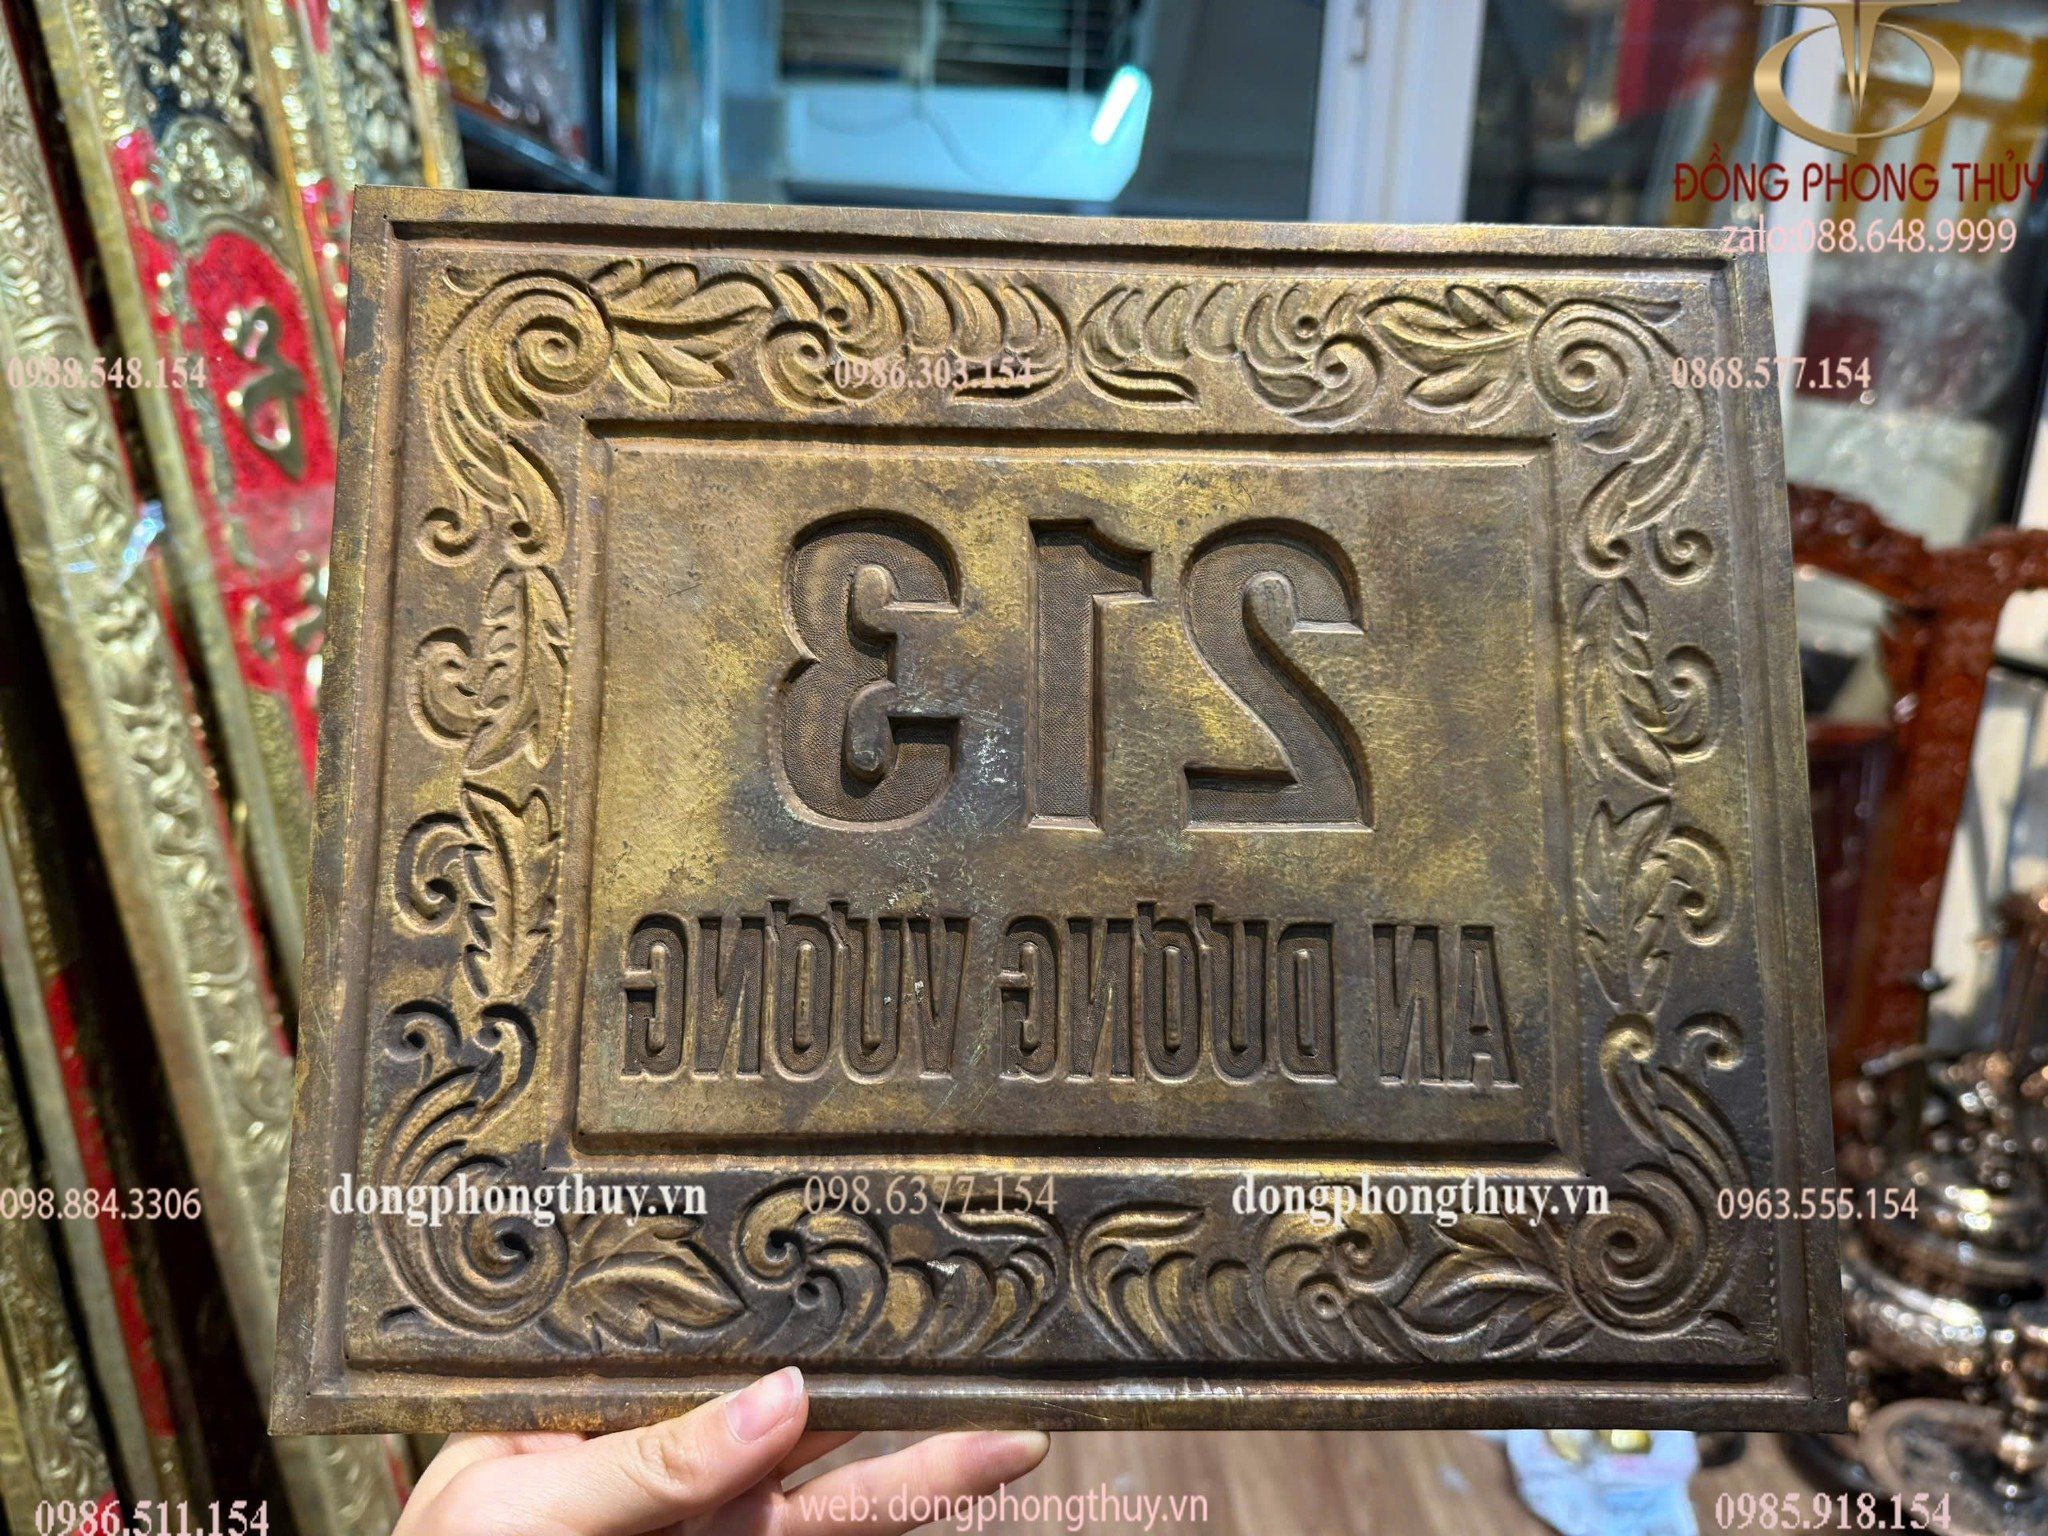 ĐỒNG PHONG THỦY
zalo:088.648.9999
0988.548.154
0986.303.154
0868.577.154
213
AN DƯƠNG VƯƠNG
098.884.3306
dongphongthuy.vn
098.6377.154
dongphongthuy.vn
0963.555.154
0986.511.154
web: dongphongthuy.vn
0985.918.154